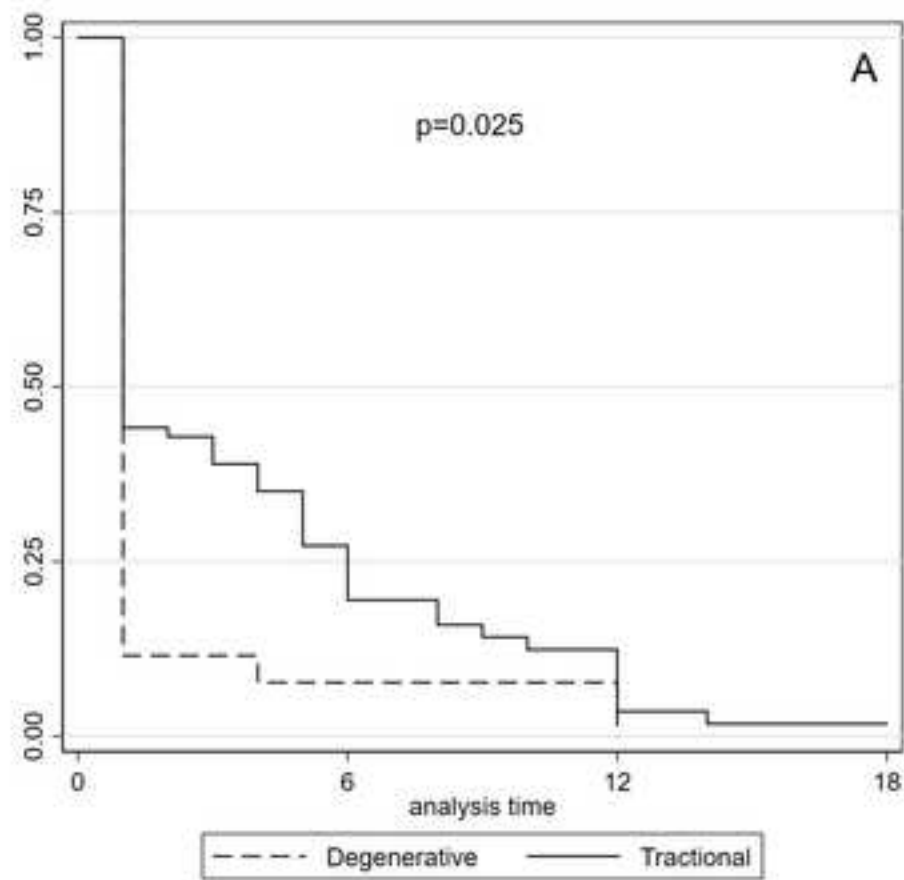 A
p=0.025
1.00
0.75
0.50
0.25
0.00
0
6
12
18
analysis time
Degenerative
Tractional